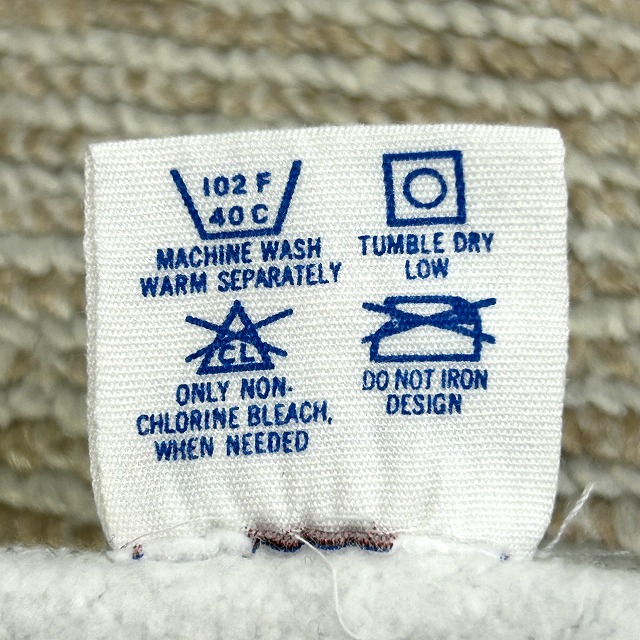 102 F
40 C
MACHINE WASH
WARM SEPARATELY
TUMBLE DRY
LOW
CL
ONLY NON-
CHLORINE BLEACH,
WHEN NEEDED
DO NOT IRON
DESIGN